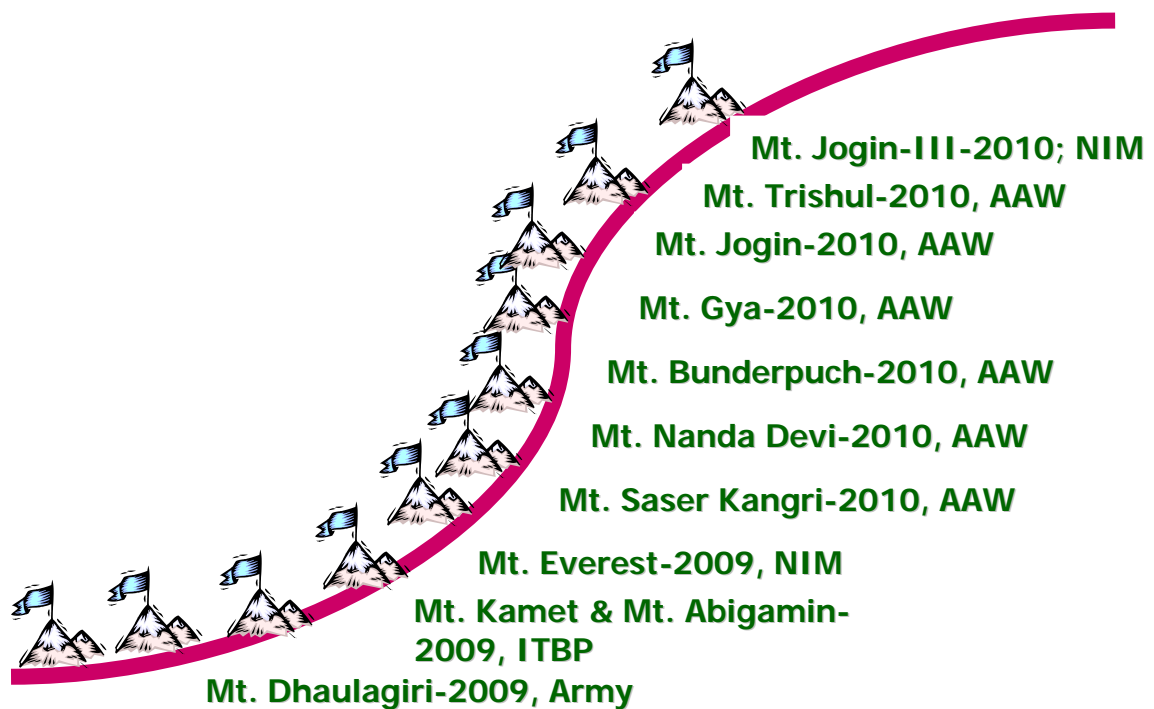 Mt. Jogin-III-2010; NIM
Mt. Trishul-2010, AAW
Mt. Jogin-2010, AAW
Mt. Gya-2010, AAW
Mt. Bunderpuch-2010, AAW
Mt. Nanda Devi-2010, AAW
Mt. Saser Kangri-2010, AAW
Mt. Everest-2009, NIM
Mt. Kamet & Mt. Abigamin-
2009, ITBP
Mt. Dhaulagiri-2009, Army